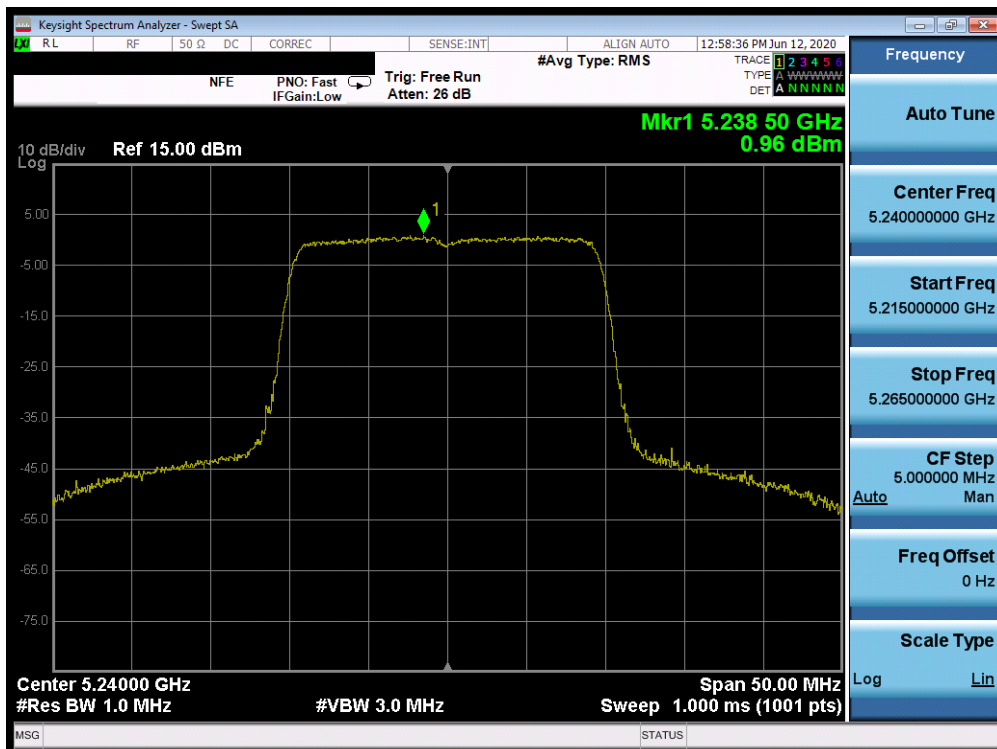 Keysight Spectrum Analyzer - Swept SA
LXI RL RF 50 Ω DC CORREC SENSE:INT ALIGN AUTO 12:58:36 PM Jun 12, 2020
NFE PNO: Fast IFGain:Low Trig: Free Run Atten: 26 dB #Avg Type: RMS
TRACE 1 2 3 4 5 6
TYPE A WWWWW
DET A N N N N N
Mkr1 5.238 50 GHz
0.96 dBm
10 dB/div Ref 15.00 dBm
Log
1
5.00
-5.00
-15.0
-25.0
-35.0
-45.0
-55.0
-65.0
-75.0
Center 5.24000 GHz Span 50.00 MHz
#Res BW 1.0 MHz #VBW 3.0 MHz Sweep 1.000 ms (1001 pts)
MSG STATUS
Frequency
Auto Tune
Center Freq
5.240000000 GHz
Start Freq
5.215000000 GHz
Stop Freq
5.265000000 GHz
CF Step
5.000000 MHz
Auto Man
Freq Offset
0 Hz
Scale Type
Log Lin